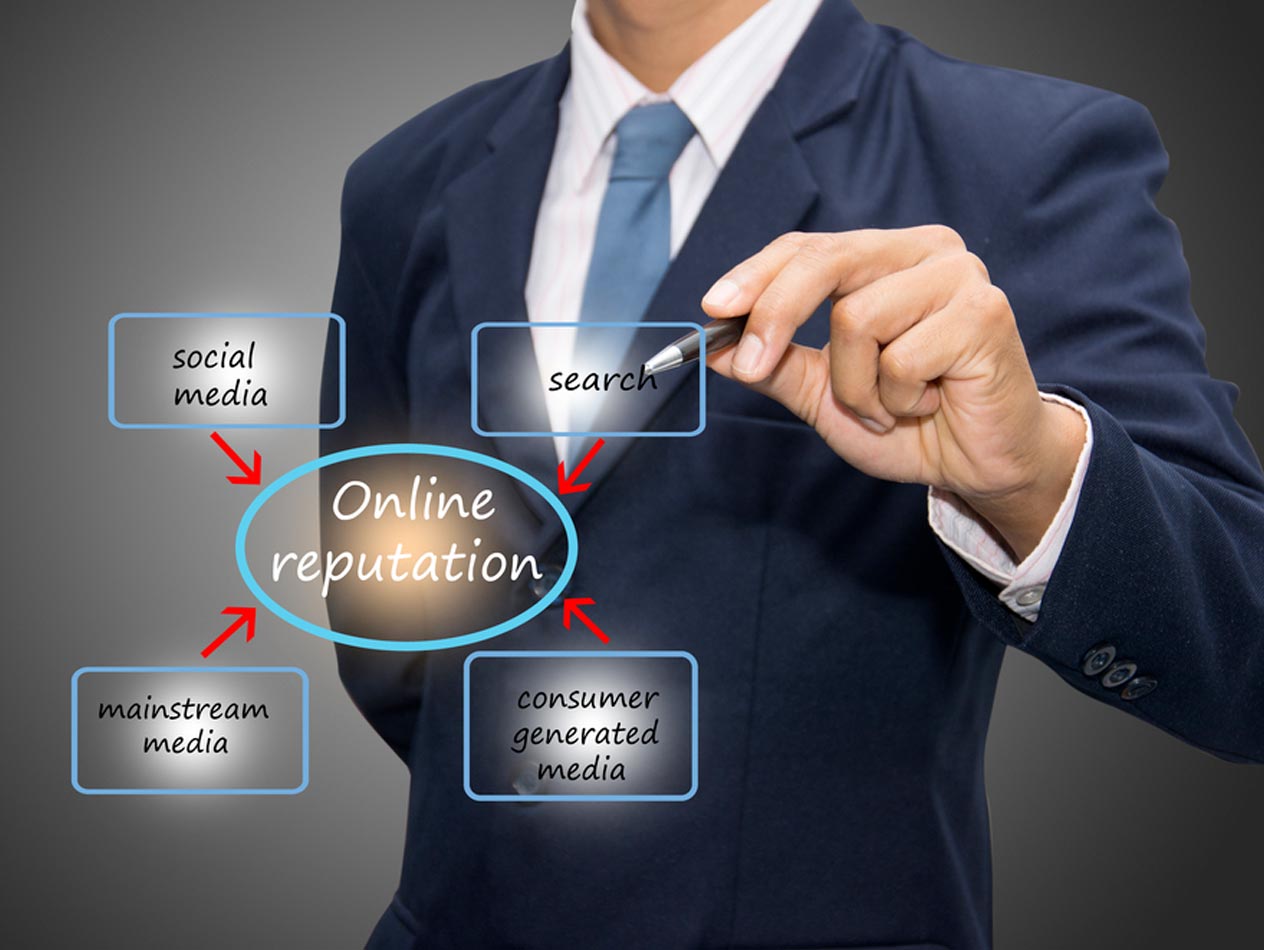 social
media
search
Online
reputation
mainstream
media
consumer
generated
media